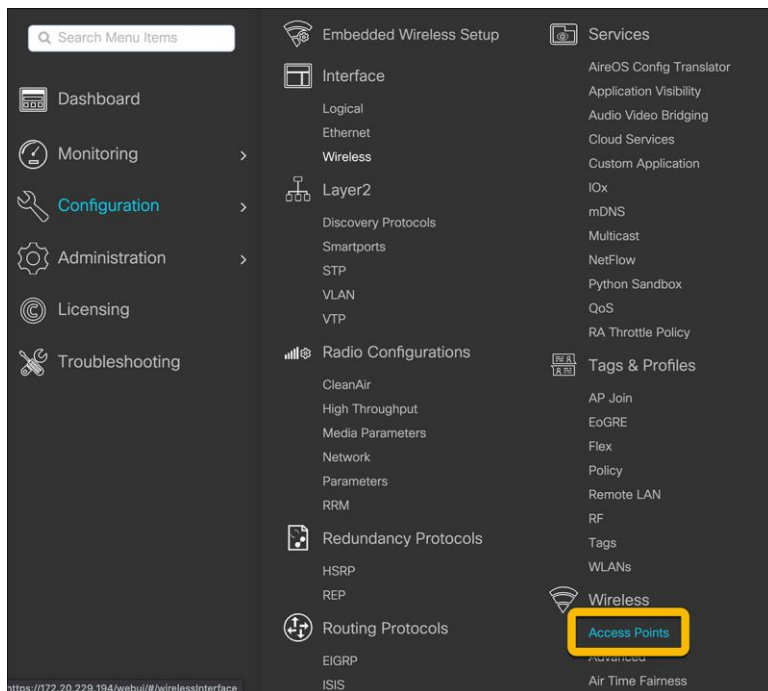 Search Menu Items
Dashboard
Monitoring
Configuration
Administration
Licensing
Troubleshooting
Embedded Wireless Setup
Interface
Logical
Ethernet
Wireless
Layer2
Discovery Protocols
Smartports
STP
VLAN
VTP
Radio Configurations
CleanAir
High Throughput
Media Parameters
Network
Parameters
RRM
Redundancy Protocols
HSRP
REP
Routing Protocols
EIGRP
ISIS
Services
AireOS Config Translator
Application Visibility
Audio Video Bridging
Cloud Services
Custom Application
IOx
mDNS
Multicast
NetFlow
Python Sandbox
QoS
RA Throttle Policy
Tags & Profiles
AP Join
EoGRE
Flex
Policy
Remote LAN
RF
Tags
WLANs
Wireless
Access Points
Advanced
Air Time Fairness
https://172.20.229.194/webui/#/wirelessInterface